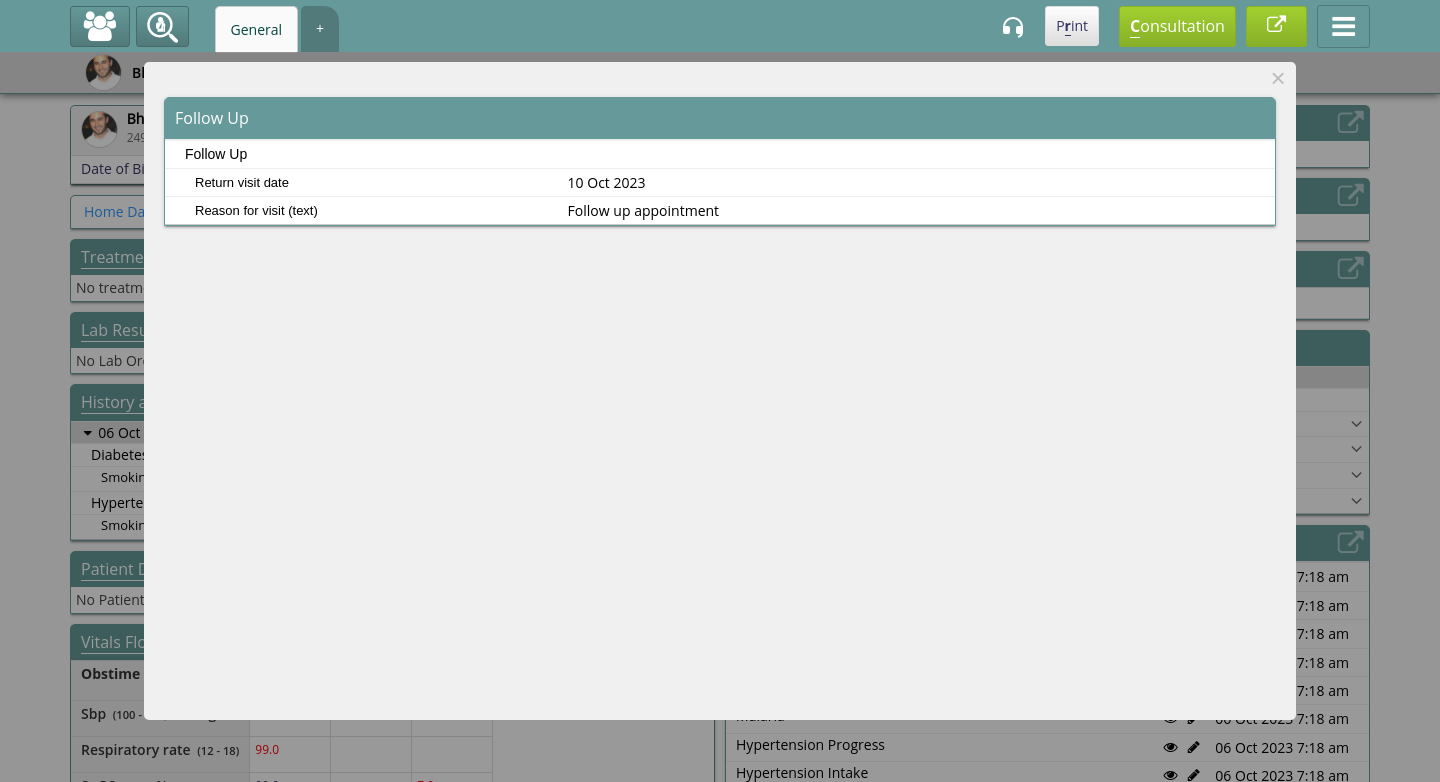 General
+
Print
Consultation
Follow Up
Follow Up
Return visit date 10 Oct 2023
Reason for visit (text) Follow up appointment
Bh
249
Date of Bi
Home Da
Treatme
No treatm
Lab Resu
No Lab Or
History a
06 Oct
Diabetes
Smokin
Hyperte
Smokin
Patient D
No Patient
Vitals Flo
Obstime
Sbp (100 -
Respiratory rate (12 - 18) 99.0
7:18 am
7:18 am
7:18 am
7:18 am
7:18 am
Malaria 06 Oct 2023 7:18 am
Hypertension Progress 06 Oct 2023 7:18 am
Hypertension Intake 06 Oct 2023 7:18 am